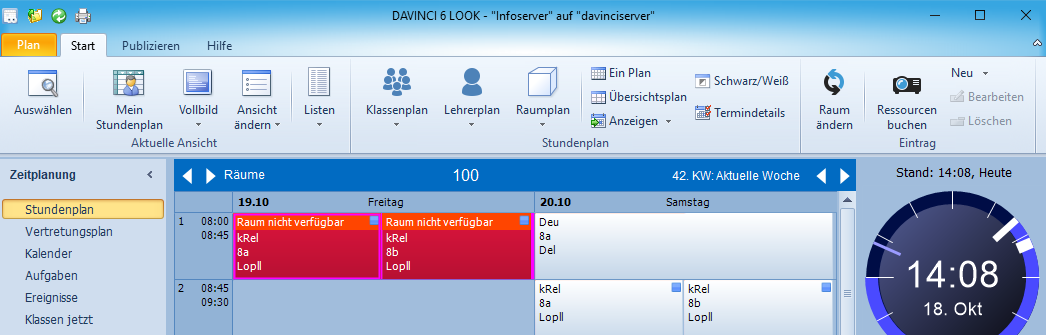 DAVINCI 6 LOOK - "Infoserver" auf "davinciserver"
Plan Start Publizieren Hilfe
Auswählen
Mein Stundenplan
Vollbild
Ansicht ändern
Listen
Aktuelle Ansicht
Klassenplan
Lehrerplan
Raumplan
Ein Plan
Übersichtsplan
Anzeigen
Schwarz/Weiß
Termindetails
Stundenplan
Raum ändern
Ressourcen buchen
Neu
Bearbeiten
Löschen
Eintrag
Zeitplanung
Stundenplan
Vertretungsplan
Kalender
Aufgaben
Ereignisse
Klassen jetzt
Räume 100 42. KW: Aktuelle Woche
19.10 Freitag 20.10 Samstag
1 08:00
08:45
Raum nicht verfügbar
kRel
8a
Lopll
Raum nicht verfügbar
kRel
8b
Lopll
Deu
8a
Del
2 08:45
09:30
kRel
8a
Lopll
kRel
8b
Lopll
Stand: 14:08, Heute
14:08
18. Okt